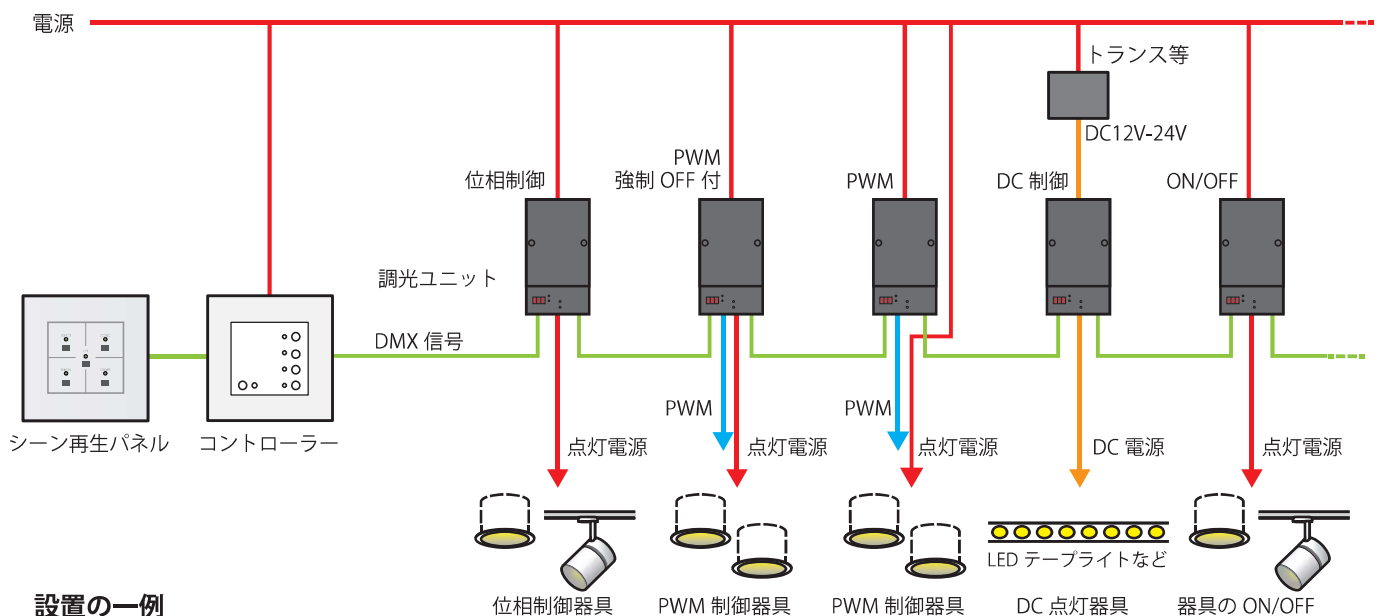 電源
トランス等
DC12V-24V
位相制御
PWM
強制 OFF 付
PWM
DC 制御
ON/OFF
調光ユニット
DMX 信号
シーン再生パネル
コントローラー
PWM
PWM
点灯電源
点灯電源
点灯電源
DC 電源
点灯電源
LED テープライトなど
位相制御器具
PWM 制御器具
PWM 制御器具
DC 点灯器具
器具の ON/OFF
設置の一例